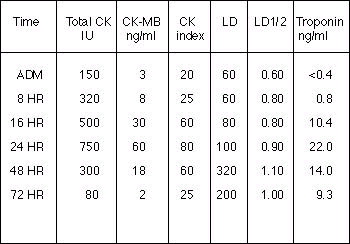 Time Total CK IU CK-MB ng/ml CK index LD LD1/2 Troponin ng/ml
ADM 150 3 20 60 0.60 <0.4
8 HR 320 8 25 60 0.80 0.8
16 HR 500 30 60 80 0.80 10.4
24 HR 750 60 80 100 0.90 22.0
48 HR 300 18 60 320 1.10 14.0
72 HR 80 2 25 200 1.00 9.3